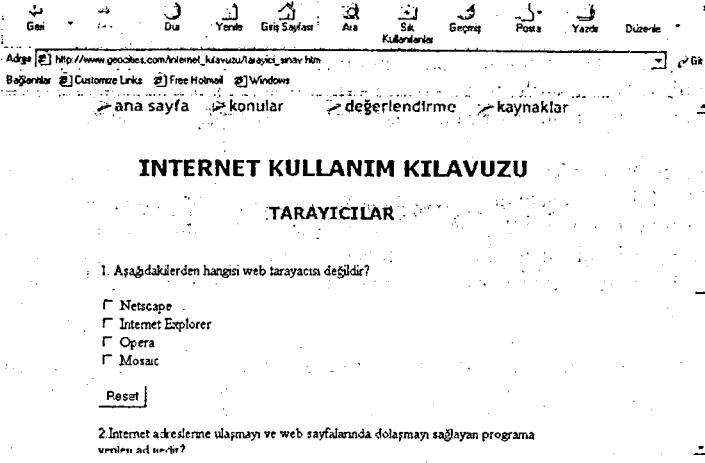 Geri Dur Yenile Giriş Sayfası Ara Sık Kullanılanlar Geçmiş Posta Yazdır Düzenle
Adres http://www.geocities.com/internet_kilavuzu/tarayici_sinav.htm Git
Bağlantılar Customize Links Free Hotmail Windows
ana sayfa konular değerlendirme kaynaklar
INTERNET KULLANIM KILAVUZU
TARAYICILAR
1. Aşağıdakilerden hangisi web tarayacısı değildir?
Netscape
Internet Explorer
Opera
Mosaic
Reset
2.Internet adreslerine ulaşmayı ve web sayfalarında dolaşmayı sağlayan programa
verilen ad nedir?